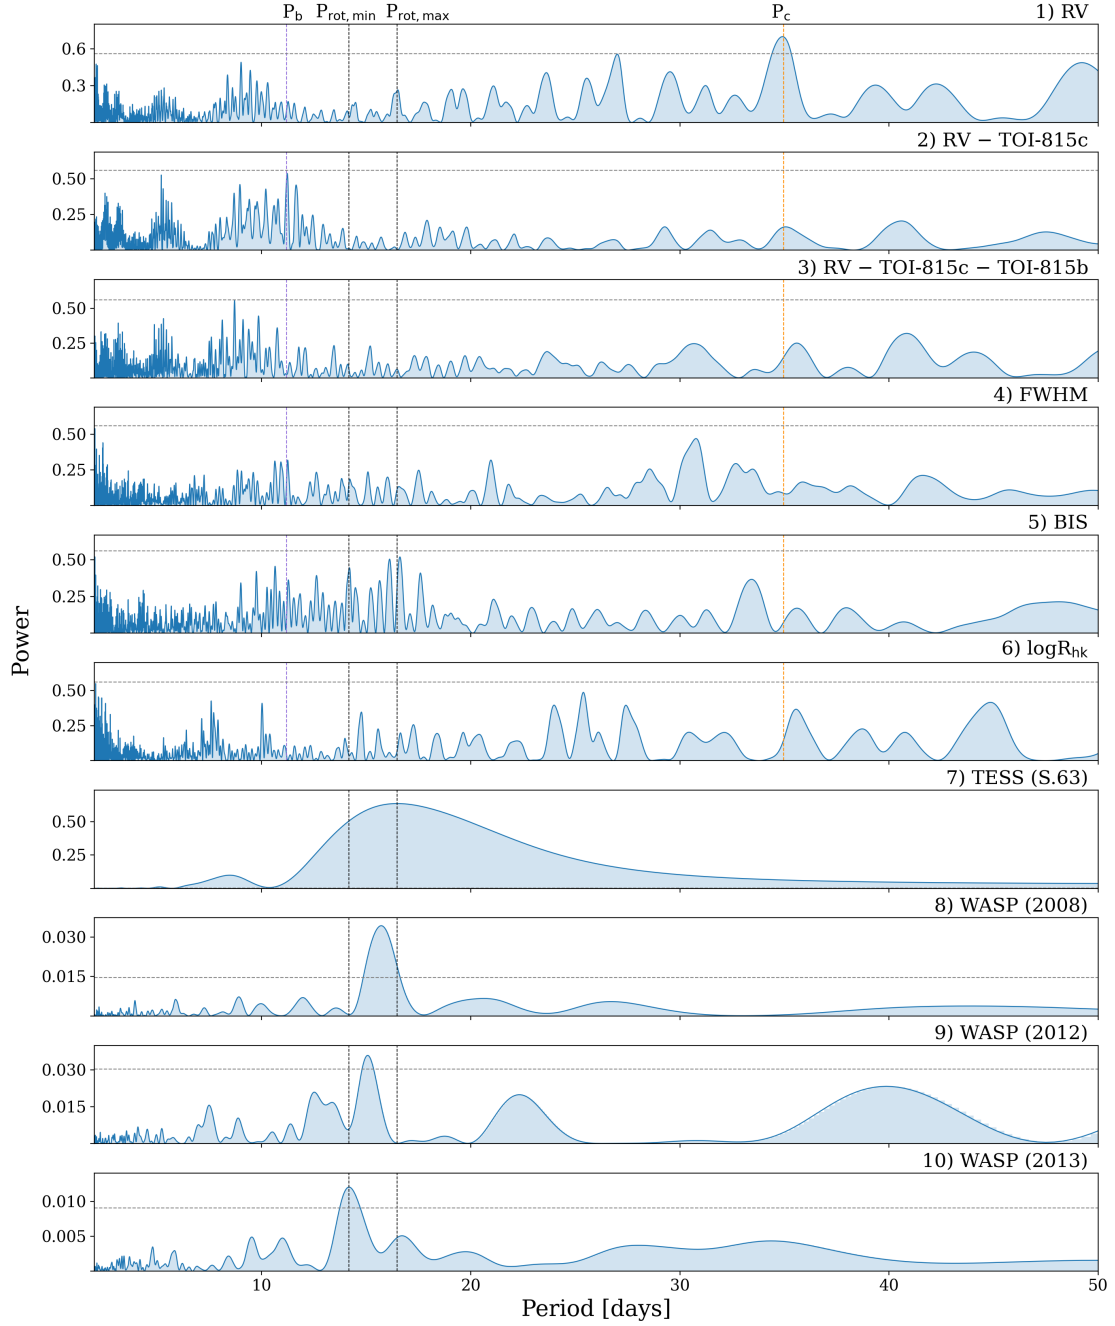 P_b P_rot,min P_rot,max P_c 1) RV
0.6
0.3
2) RV − TOI-815c
0.50
0.25
3) RV − TOI-815c − TOI-815b
0.50
0.25
4) FWHM
0.50
0.25
5) BIS
0.50
0.25
Power
6) logR_hk
0.50
0.25
7) TESS (S.63)
0.50
0.25
8) WASP (2008)
0.030
0.015
9) WASP (2012)
0.030
0.015
10) WASP (2013)
0.010
0.005
10 20 30 40 50
Period [days]